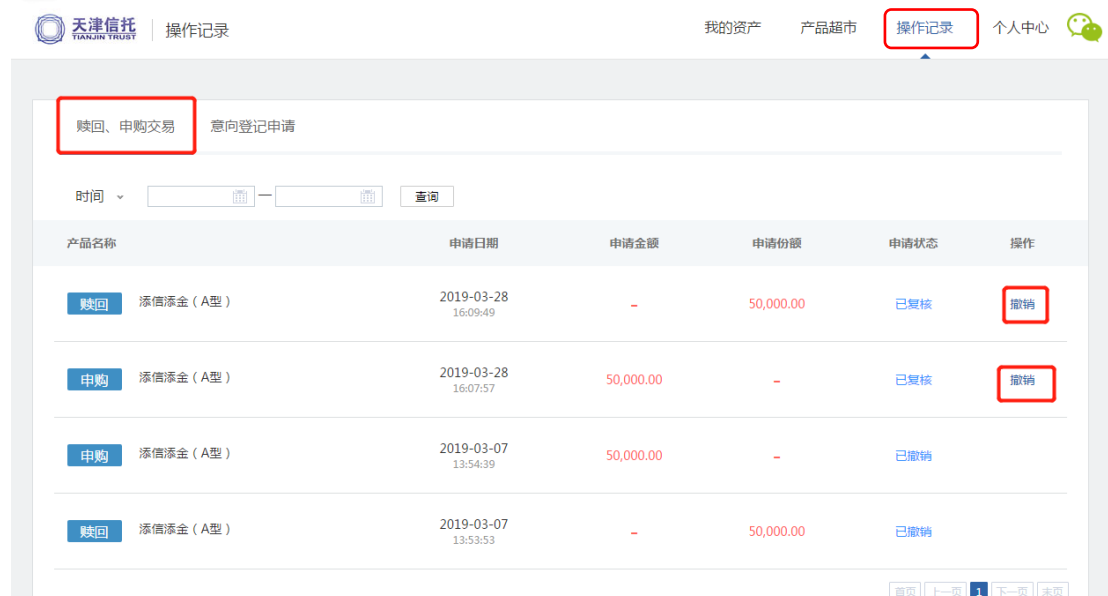 天津信托 操作记录 我的资产 产品超市 操作记录 个人中心
TIANJIN TRUST
赎回、申购交易 意向登记申请
时间 — 查询
产品名称 申请日期 申请金额 申请份额 申请状态 操作
赎回 添信添金（A型） 2019-03-28 – 50,000.00 已复核 撤销
16:09:49
申购 添信添金（A型） 2019-03-28 50,000.00 – 已复核 撤销
16:07:57
申购 添信添金（A型） 2019-03-07 50,000.00 – 已撤销
13:54:39
赎回 添信添金（A型） 2019-03-07 – 50,000.00 已撤销
13:53:53
首页 上一页 1 下一页 末页